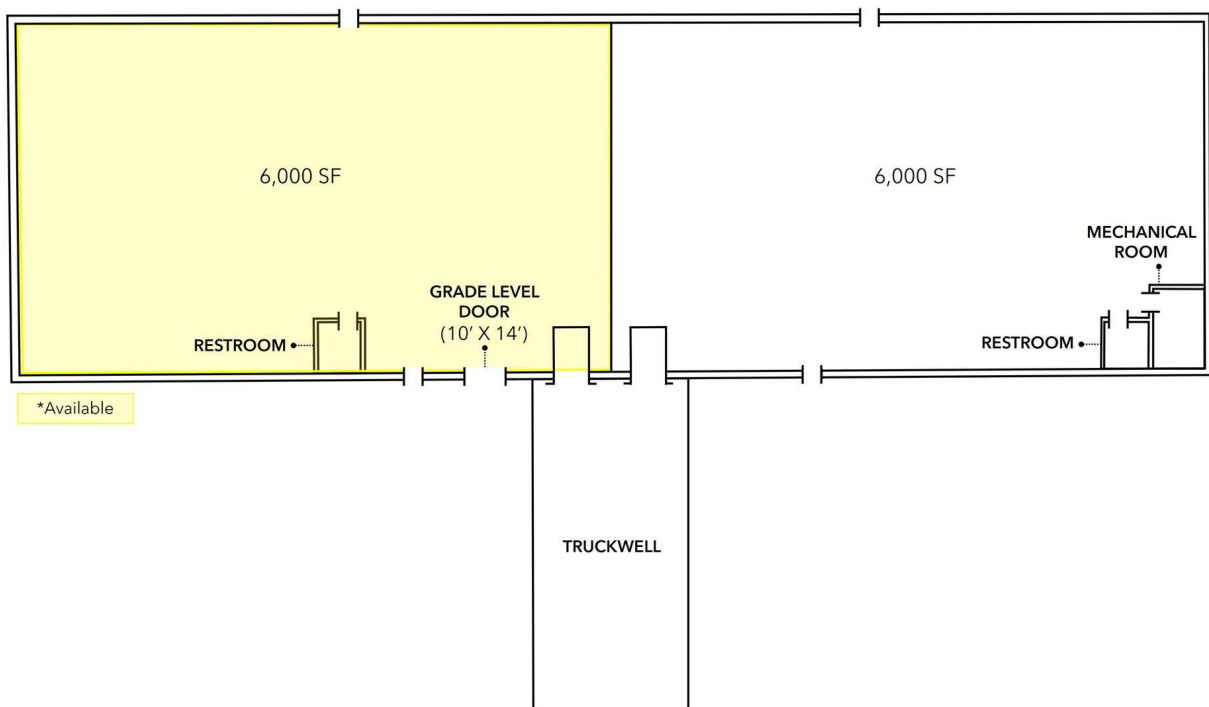 6,000 SF
6,000 SF
MECHANICAL
ROOM
GRADE LEVEL
DOOR
(10’ X 14’)
RESTROOM
RESTROOM
*Available
TRUCKWELL